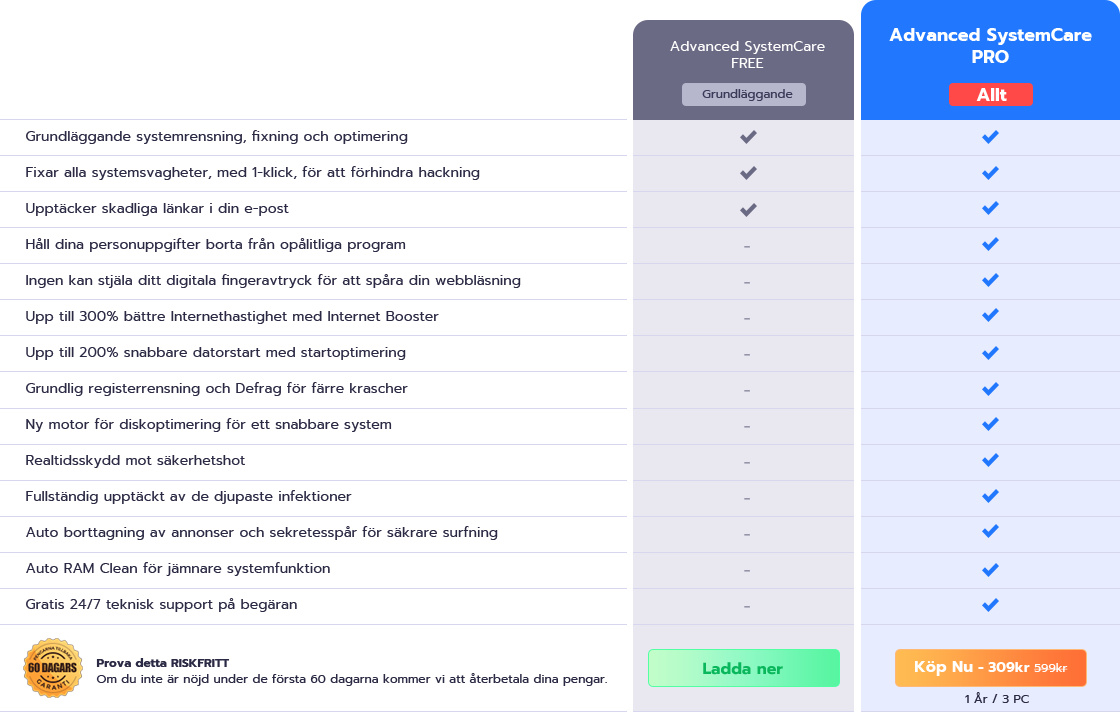 Advanced SystemCare
FREE
Grundläggande
Advanced SystemCare
PRO
Allt
Grundläggande systemrensning, fixning och optimering
Fixar alla systemsvagheter, med 1-klick, för att förhindra hackning
Upptäcker skadliga länkar i din e-post
Håll dina personuppgifter borta från opålitliga program
-
Ingen kan stjäla ditt digitala fingeravtryck för att spåra din webbläsning
-
Upp till 300% bättre Internethastighet med Internet Booster
-
Upp till 200% snabbare datorstart med startoptimering
-
Grundlig registerrensning och Defrag för färre krascher
-
Ny motor för diskoptimering för ett snabbare system
-
Realtidsskydd mot säkerhetshot
-
Fullständig upptäckt av de djupaste infektioner
-
Auto borttagning av annonser och sekretesspår för säkrare surfning
-
Auto RAM Clean för jämnare systemfunktion
-
Gratis 24/7 teknisk support på begäran
-
PENGARNA TILLBAKA
60 DAGARS
GARANTI
Prova detta RISKFRITT
Om du inte är nöjd under de första 60 dagarna kommer vi att återbetala dina pengar.
Ladda ner
Köp Nu - 309kr 599kr
1 År / 3 PC